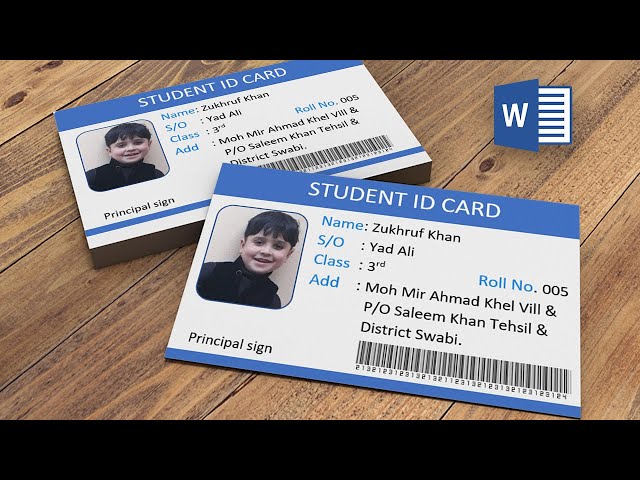 STUDENT ID CARD
Name: Zukhruf Khan
S/O : Yad Ali
Roll No. 005
Class : 3rd
Add : Moh Mir Ahmad Khel Vill &
P/O Saleem Khan Tehsil &
District Swabi.
Principal sign
W
STUDENT ID CARD
Name: Zukhruf Khan
S/O : Yad Ali
Class : 3rd
Roll No. 005
Add : Moh Mir Ahmad Khel Vill &
P/O Saleem Khan Tehsil &
District Swabi.
Principal sign